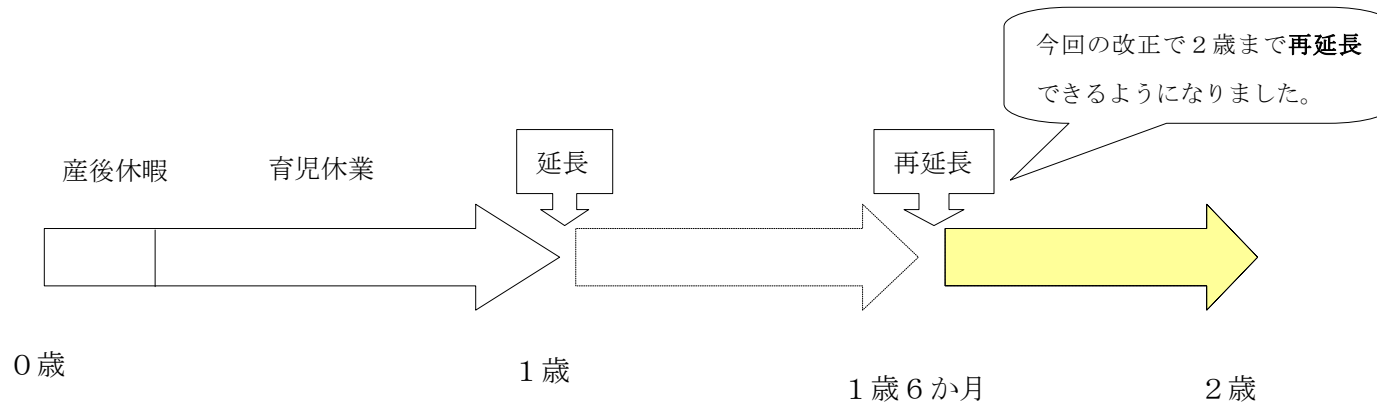 今回の改正で２歳まで再延長
できるようになりました。
産後休暇
育児休業
延長
再延長
０歳
１歳
１歳６か月
２歳